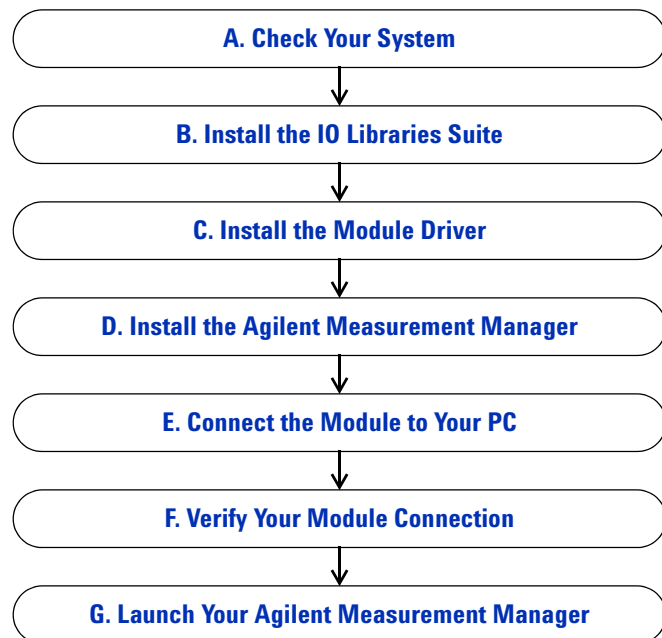 A. Check Your System
B. Install the IO Libraries Suite
C. Install the Module Driver
D. Install the Agilent Measurement Manager
E. Connect the Module to Your PC
F. Verify Your Module Connection
G. Launch Your Agilent Measurement Manager